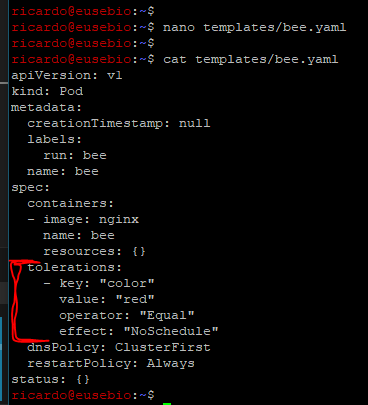 ricardo@eusebio:~$
ricardo@eusebio:~$ nano templates/bee.yaml
ricardo@eusebio:~$
ricardo@eusebio:~$ cat templates/bee.yaml
apiVersion: v1
kind: Pod
metadata:
  creationTimestamp: null
  labels:
    run: bee
  name: bee
spec:
  containers:
  - image: nginx
    name: bee
    resources: {}
  tolerations:
    - key: "color"
      value: "red"
      operator: "Equal"
      effect: "NoSchedule"
  dnsPolicy: ClusterFirst
  restartPolicy: Always
status: {}
ricardo@eusebio:~$